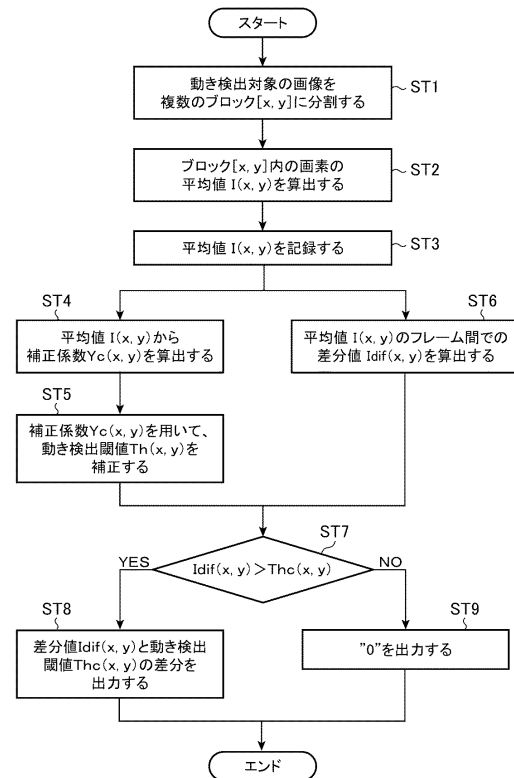 スタート
動き検出対象の画像を
複数のブロック[x, y]に分割する
ST1
ブロック[x, y]内の画素の
平均値 I(x, y)を算出する
ST2
平均値 I(x, y)を記録する
ST3
ST4
平均値 I(x, y)から
補正係数Yc(x, y)を算出する
ST6
平均値 I(x, y)のフレーム間での
差分値 Idif(x, y)を算出する
ST5
補正係数Yc(x, y)を用いて、
動き検出閾値Th(x, y)を
補正する
ST7
Idif(x, y)＞Thc(x, y)
YES
NO
ST8
差分値Idif(x, y)と動き検出
閾値Thc(x, y)の差分を
出力する
ST9
”0”を出力する
エンド